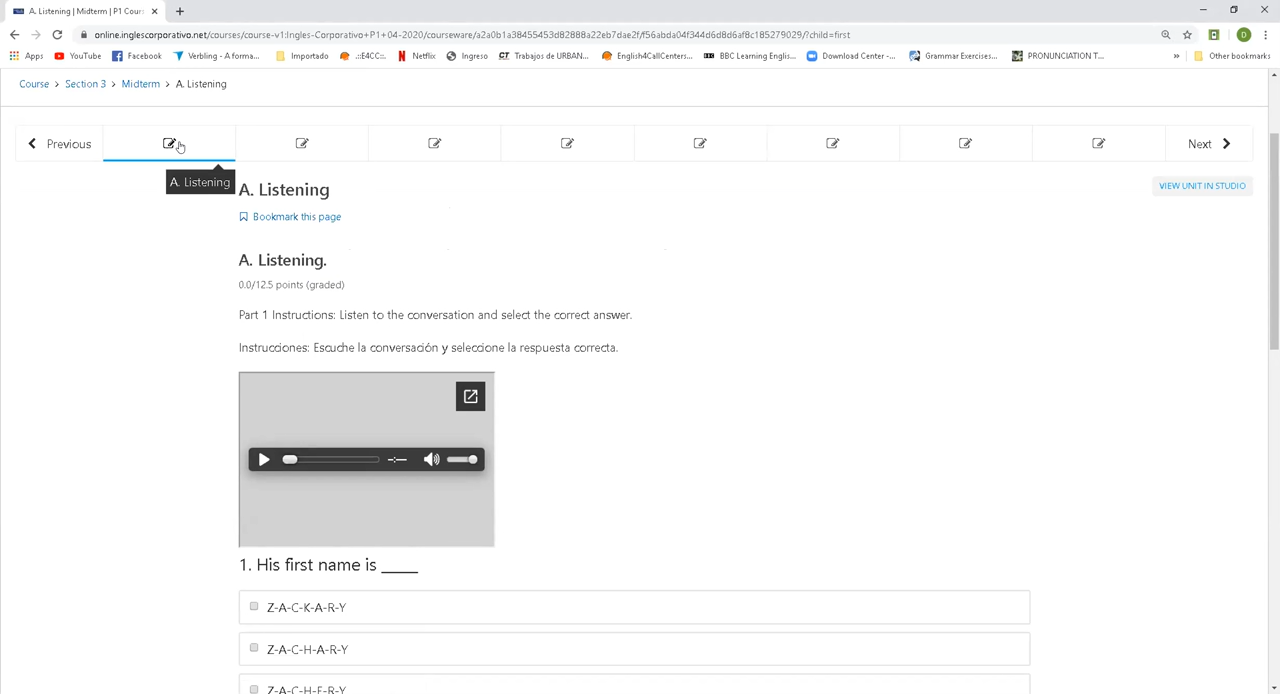 A. Listening | Midterm | P1 Cours
online.inglescorporativo.net/courses/course-v1:Ingles-Corporativo+P1+04-2020/courseware/a2a0b1a38455453d82888a22eb7dae2f/f56abda04f344d6d8d6af8c185279029/?child=first
D
Apps YouTube Facebook Verbling - A forma... Importado .::E4CC::. Netflix Ingreso Trabajos de URBAN... English4CallCenters... BBC Learning Englis... Download Center -... Grammar Exercises... PRONUNCIATION T... » Other bookmarks
Course > Section 3 > Midterm > A. Listening
Previous
Next
A. Listening
A. Listening
VIEW UNIT IN STUDIO
Bookmark this page
A. Listening.
0.0/12.5 points (graded)
Part 1 Instructions: Listen to the conversation and select the correct answer.
Instrucciones: Escuche la conversación y seleccione la respuesta correcta.
-:--
1. His first name is _____
Z-A-C-K-A-R-Y
Z-A-C-H-A-R-Y
Z-A-C-H-E-R-Y